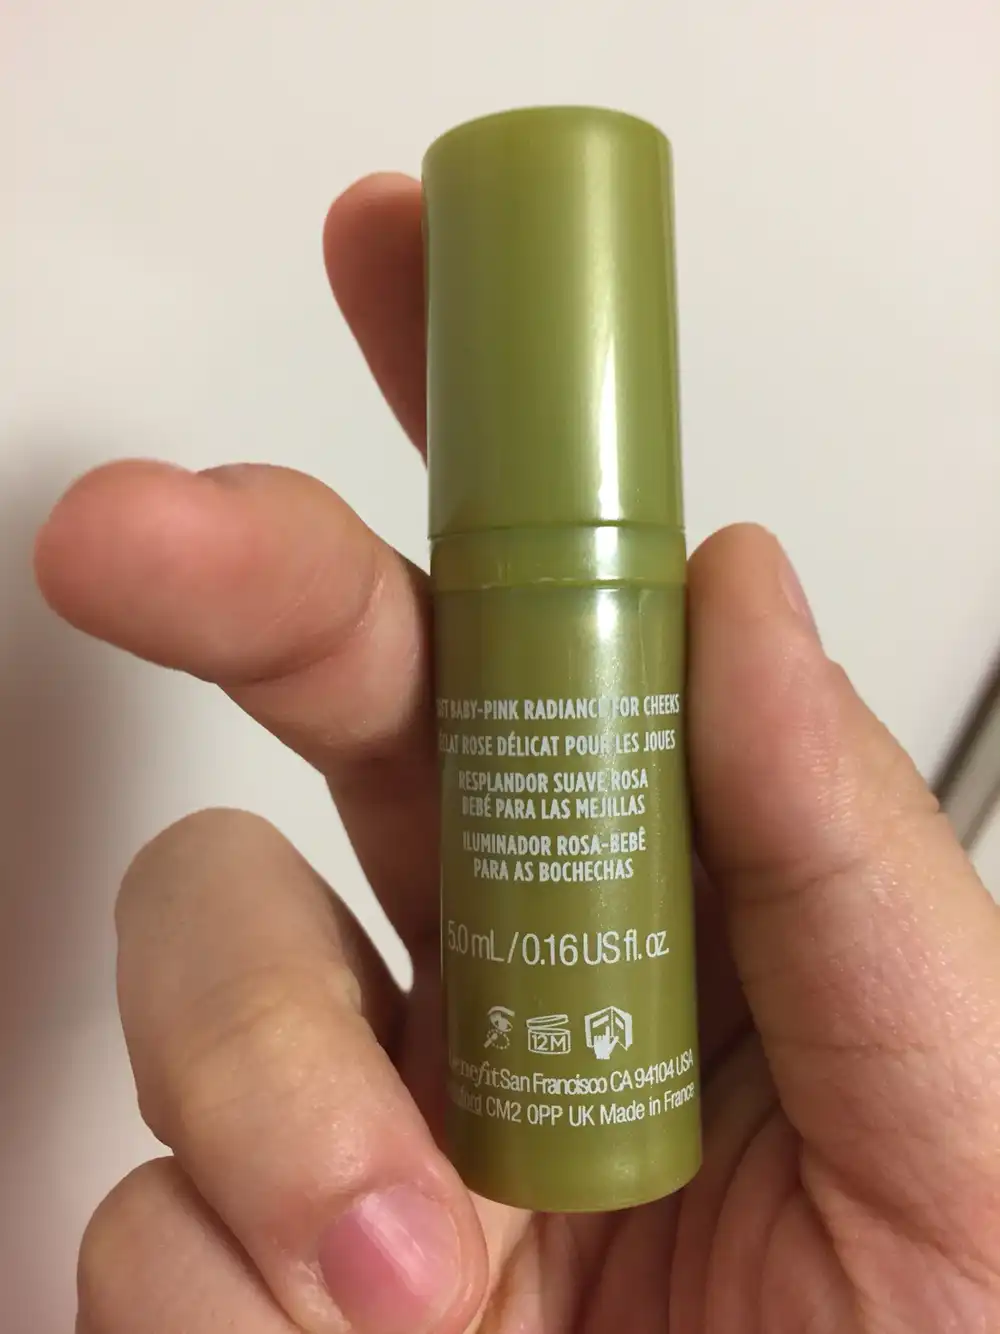 BABY-PINK RADIANCE FOR CHEEKS
ÉCLAT ROSE DÉLICAT POUR LES JOUES
RESPLANDOR SUAVE ROSA
BEBÉ PARA LAS MEJILLAS
ILUMINADOR ROSA-BEBÊ
PARA AS BOCHECHAS
5.0 mL / 0.16 US fl. oz.
12M
benefit San Francisco CA 94104 USA
CM2 0PP UK Made in France